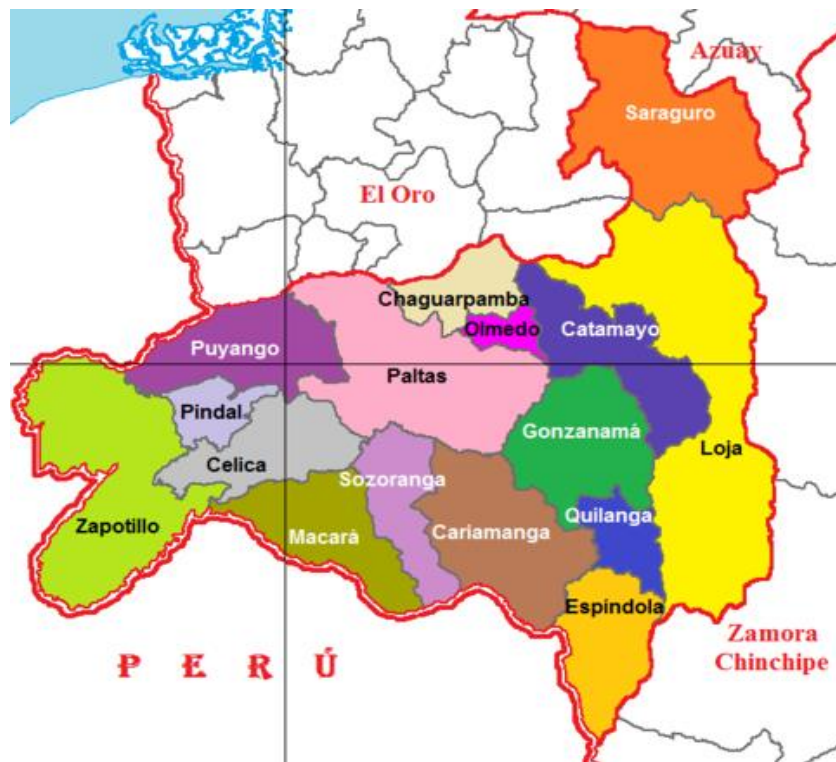 Azuay
Saraguro
El Oro
Chaguarpamba
Olmedo
Catamayo
Puyango
Paltas
Pindal
Gonzanamá
Loja
Celica
Sozoranga
Zapotillo
Quilanga
Macará
Cariamanga
Espíndola
Zamora
Chinchipe
P E R Ú